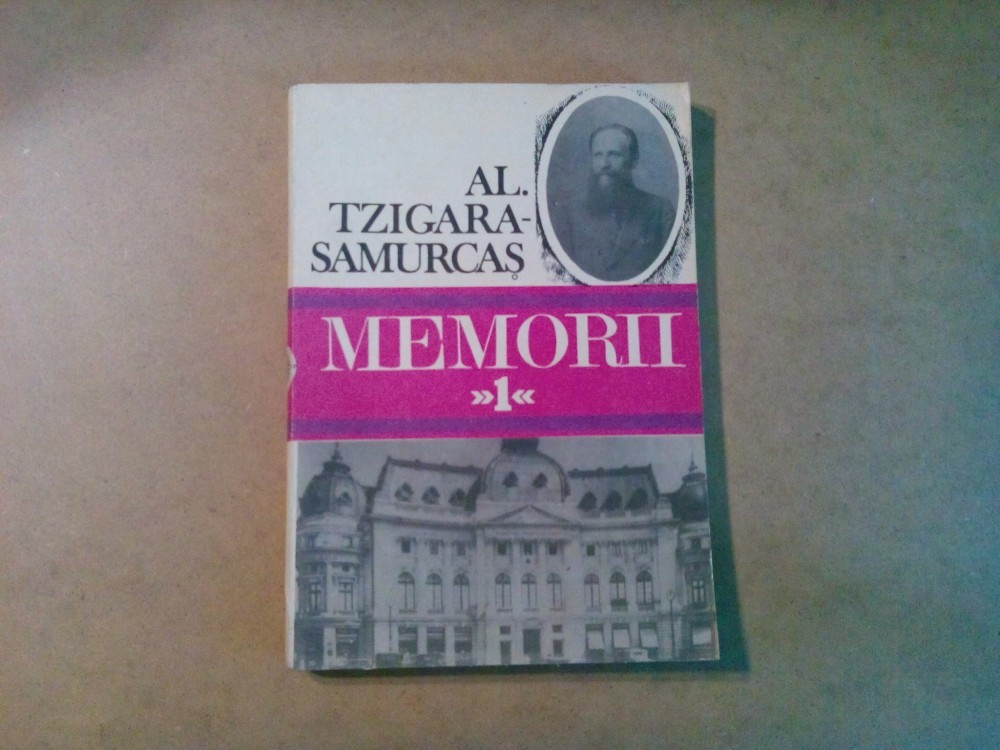 AL.
TZIGARA-
SAMURCAȘ
MEMORII
»1«